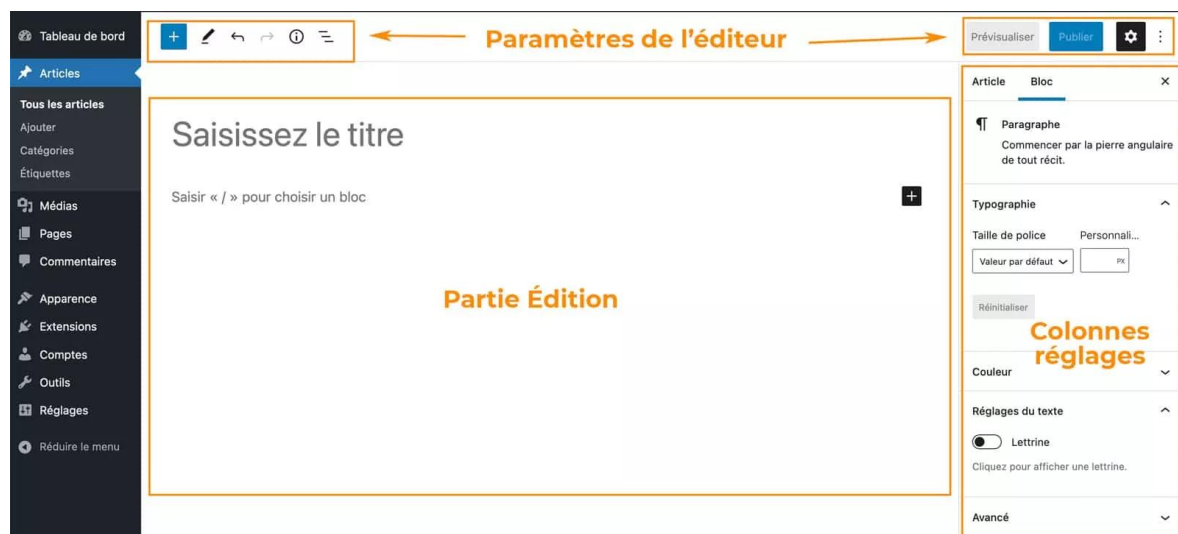 Tableau de bord
Articles
Tous les articles
Ajouter
Catégories
Étiquettes
Médias
Pages
Commentaires
Apparence
Extensions
Comptes
Outils
Réglages
Réduire le menu
Paramètres de l’éditeur
Prévisualiser
Publier
Saisissez le titre
Saisir « / » pour choisir un bloc
Partie Édition
Article Bloc
Paragraphe
Commencer par la pierre angulaire
de tout récit.
Typographie
Taille de police Personnali...
Valeur par défaut PX
Réinitialiser
Colonnes
réglages
Couleur
Réglages du texte
Lettrine
Cliquez pour afficher une lettrine.
Avancé